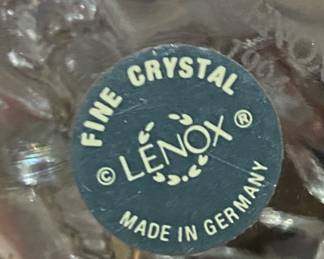 FINE CRYSTAL
© LENOX ®
MADE IN GERMANY